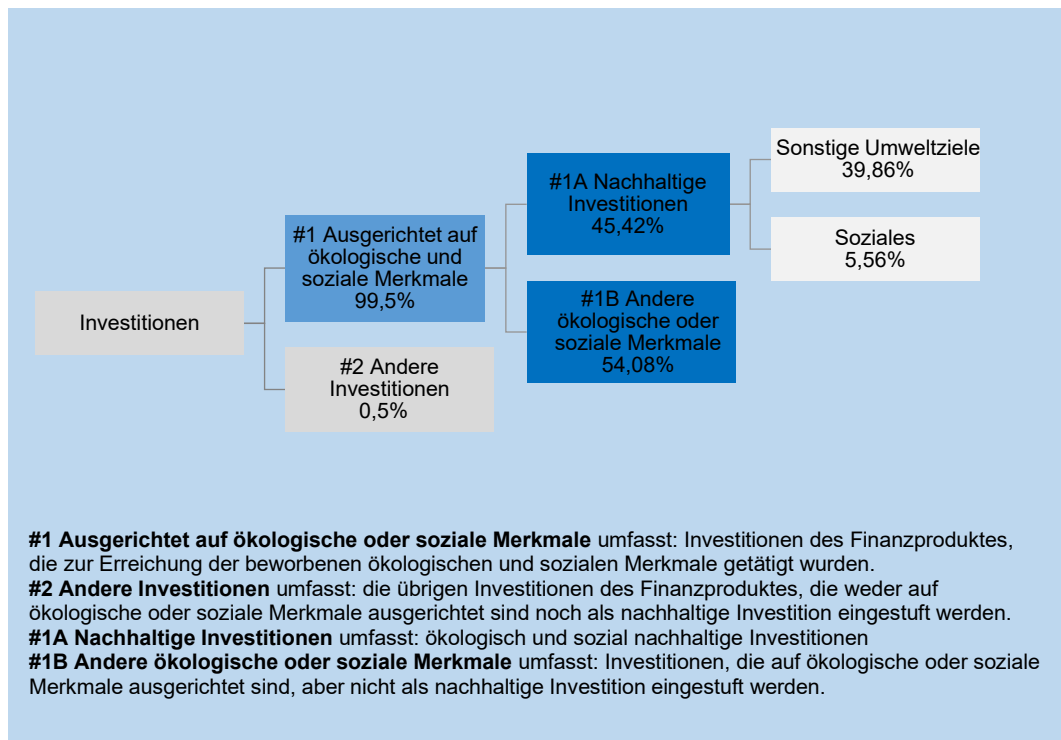 Investitionen
#1 Ausgerichtet auf
ökologische und
soziale Merkmale
99,5%
#2 Andere
Investitionen
0,5%
#1A Nachhaltige
Investitionen
45,42%
#1B Andere
ökologische oder
soziale Merkmale
54,08%
Sonstige Umweltziele
39,86%
Soziales
5,56%
#1 Ausgerichtet auf ökologische oder soziale Merkmale umfasst: Investitionen des Finanzproduktes,
die zur Erreichung der beworbenen ökologischen und sozialen Merkmale getätigt wurden.
#2 Andere Investitionen umfasst: die übrigen Investitionen des Finanzproduktes, die weder auf
ökologische oder soziale Merkmale ausgerichtet sind noch als nachhaltige Investition eingestuft werden.
#1A Nachhaltige Investitionen umfasst: ökologisch und sozial nachhaltige Investitionen
#1B Andere ökologische oder soziale Merkmale umfasst: Investitionen, die auf ökologische oder soziale
Merkmale ausgerichtet sind, aber nicht als nachhaltige Investition eingestuft werden.